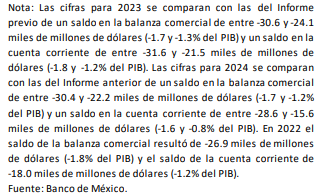 Nota: Las cifras para 2023 se comparan con las del Informe
previo de un saldo en la balanza comercial de entre -30.6 y -24.1
miles de millones de dólares (-1.7 y -1.3% del PIB) y un saldo en la
cuenta corriente de entre -31.6 y -21.5 miles de millones de
dólares (-1.8 y -1.2% del PIB). Las cifras para 2024 se comparan
con las del Informe anterior de un saldo en la balanza comercial
de entre -30.4 y -22.2 miles de millones de dólares (-1.7 y -1.2%
del PIB) y un saldo en la cuenta corriente de entre -28.6 y -15.6
miles de millones de dólares (-1.6 y -0.8% del PIB). En 2022 el
saldo de la balanza comercial resultó de -26.9 miles de millones
de dólares (-1.8% del PIB) y el saldo de la cuenta corriente de
-18.0 miles de millones de dólares (-1.2% del PIB).
Fuente: Banco de México.